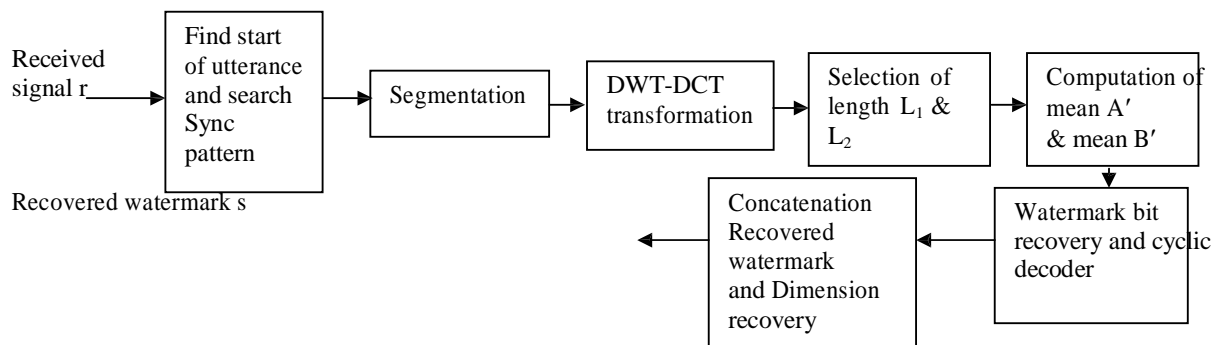 Received
signal r
Find start
of utterance
and search
Sync
pattern
Segmentation
DWT-DCT
transformation
Selection of
length L₁ &
L₂
Computation of
mean A′
& mean B′
Watermark bit
recovery and cyclic
decoder
Concatenation
Recovered
watermark
and Dimension
recovery
Recovered watermark s